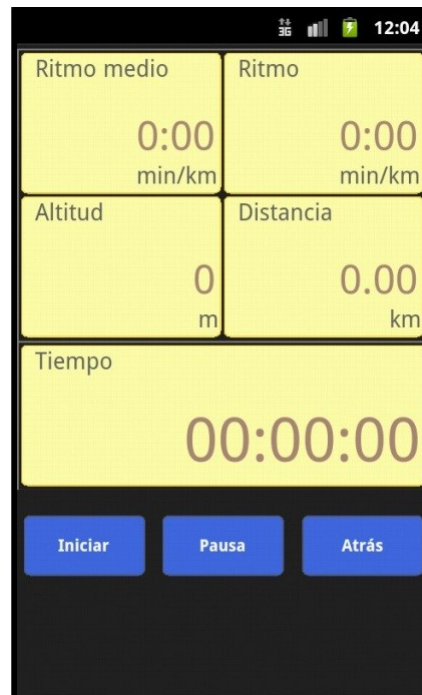 3G 12:04
Ritmo medio
0:00
min/km
Ritmo
0:00
min/km
Altitud
0
m
Distancia
0.00
km
Tiempo
00:00:00
Iniciar Pausa Atrás